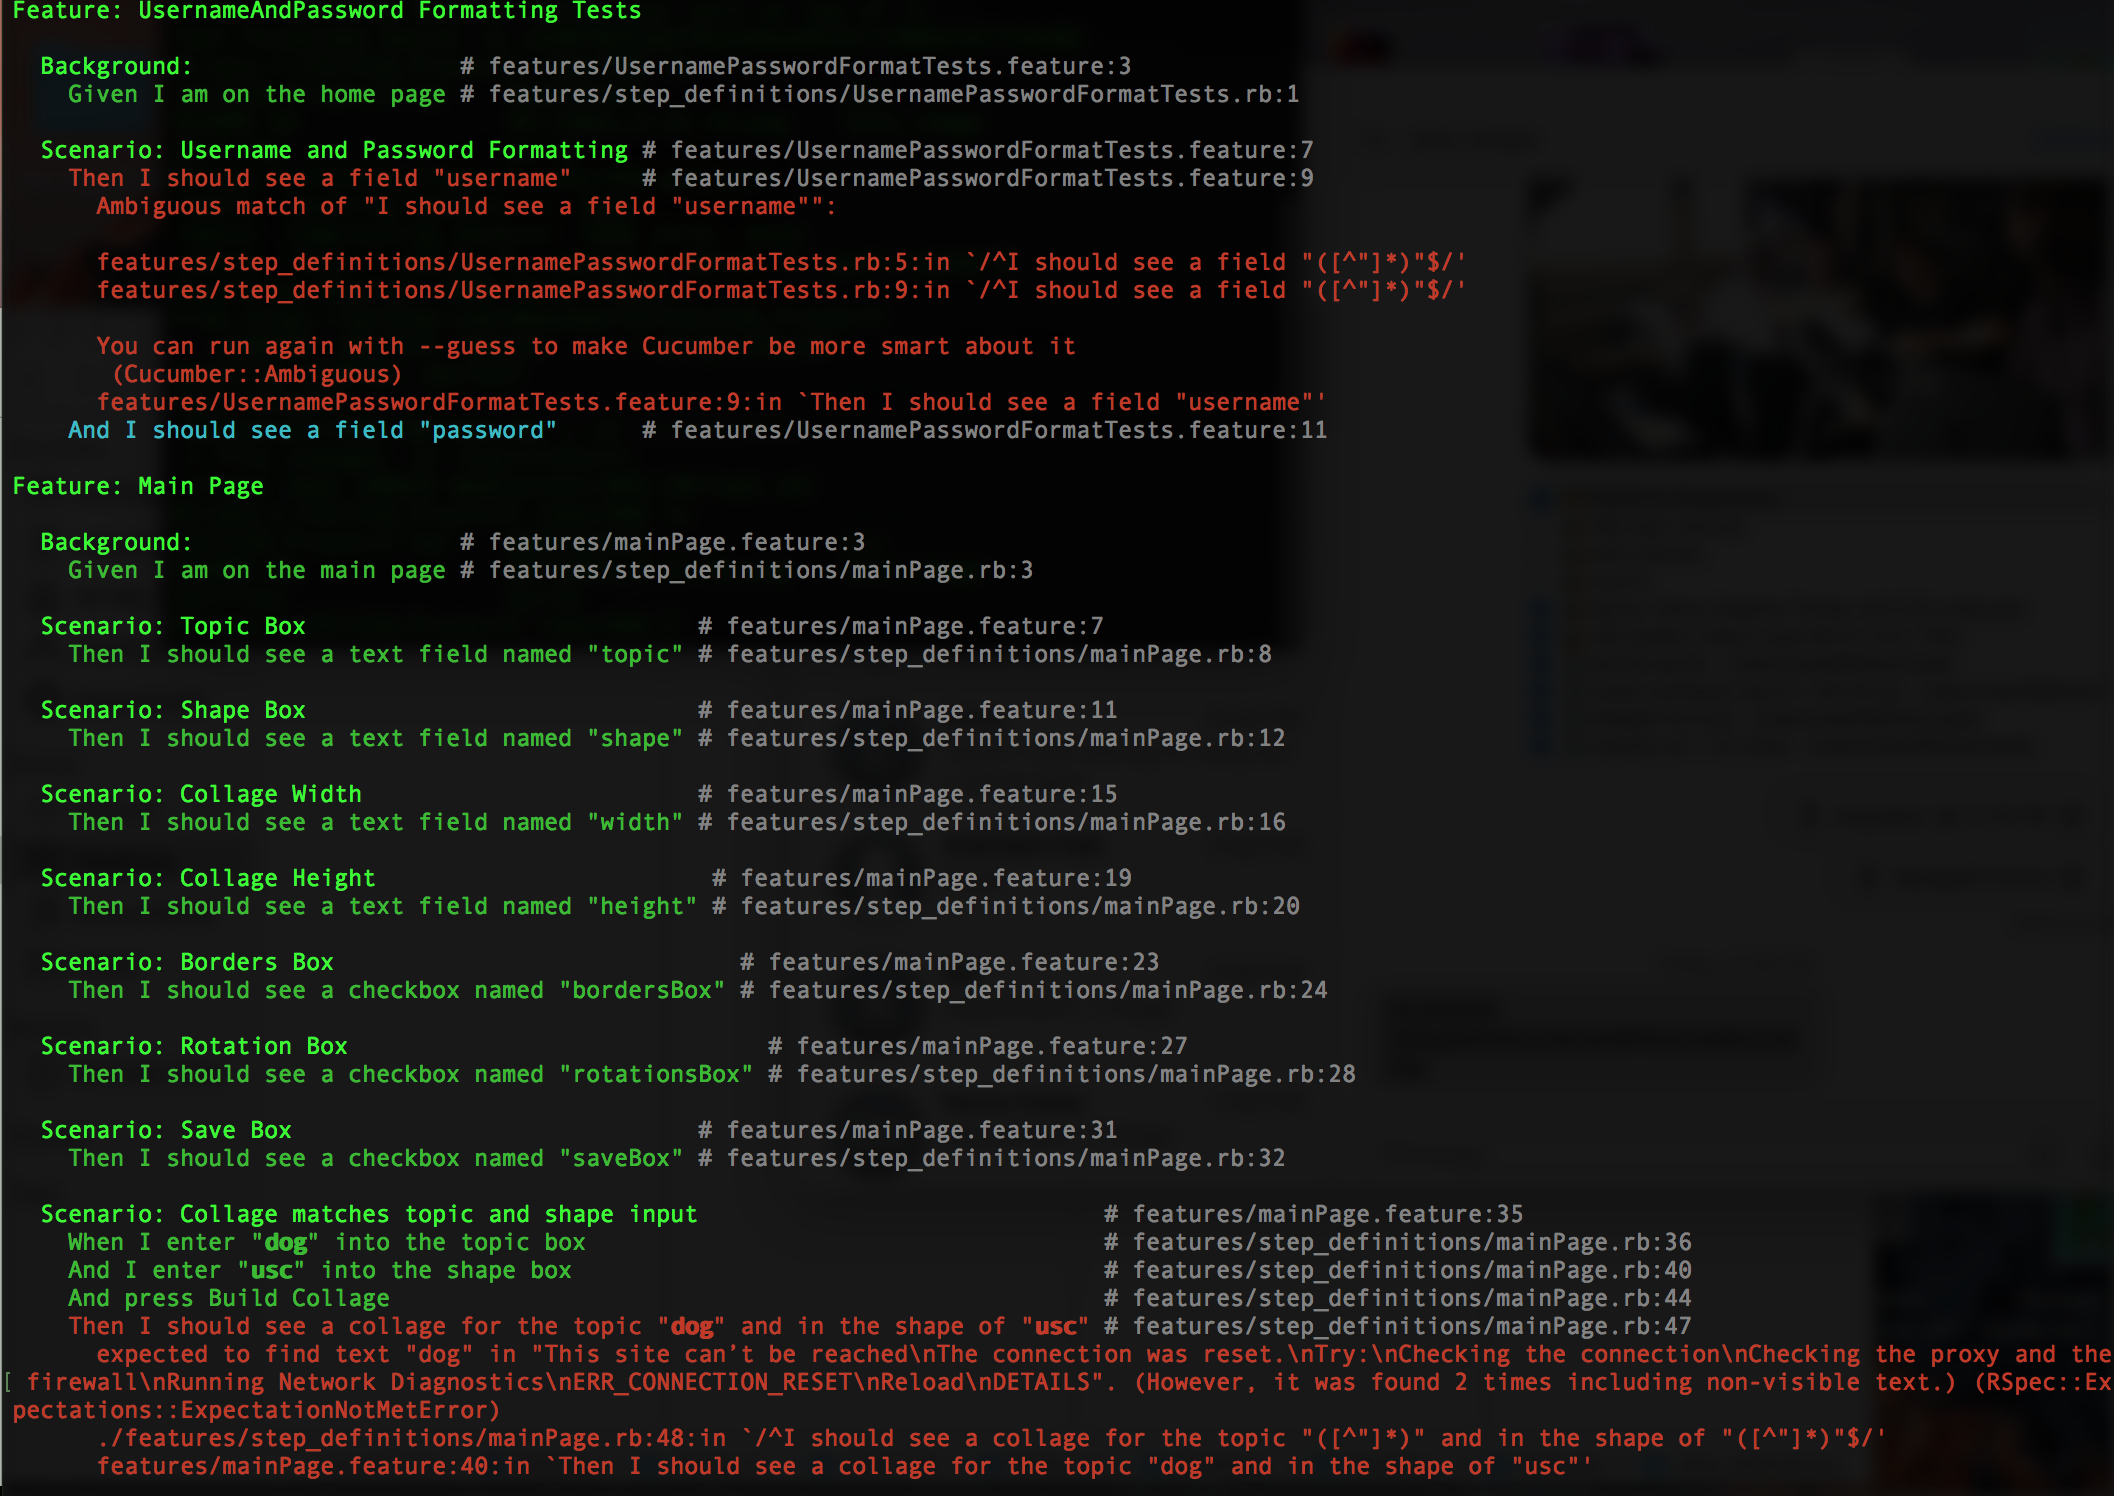 Feature: UsernameAndPassword Formatting Tests
Background: # features/UsernamePasswordFormatTests.feature:3
Given I am on the home page # features/step_definitions/UsernamePasswordFormatTests.rb:1
Scenario: Username and Password Formatting # features/UsernamePasswordFormatTests.feature:7
Then I should see a field "username" # features/UsernamePasswordFormatTests.feature:9
Ambiguous match of "I should see a field "username"":
features/step_definitions/UsernamePasswordFormatTests.rb:5:in `/^I should see a field "([^"]*)"$/'
features/step_definitions/UsernamePasswordFormatTests.rb:9:in `/^I should see a field "([^"]*)"$/'
You can run again with --guess to make Cucumber be more smart about it
(Cucumber::Ambiguous)
features/UsernamePasswordFormatTests.feature:9:in `Then I should see a field "username"'
And I should see a field "password" # features/UsernamePasswordFormatTests.feature:11
Feature: Main Page
Background: # features/mainPage.feature:3
Given I am on the main page # features/step_definitions/mainPage.rb:3
Scenario: Topic Box # features/mainPage.feature:7
Then I should see a text field named "topic" # features/step_definitions/mainPage.rb:8
Scenario: Shape Box # features/mainPage.feature:11
Then I should see a text field named "shape" # features/step_definitions/mainPage.rb:12
Scenario: Collage Width # features/mainPage.feature:15
Then I should see a text field named "width" # features/step_definitions/mainPage.rb:16
Scenario: Collage Height # features/mainPage.feature:19
Then I should see a text field named "height" # features/step_definitions/mainPage.rb:20
Scenario: Borders Box # features/mainPage.feature:23
Then I should see a checkbox named "bordersBox" # features/step_definitions/mainPage.rb:24
Scenario: Rotation Box # features/mainPage.feature:27
Then I should see a checkbox named "rotationsBox" # features/step_definitions/mainPage.rb:28
Scenario: Save Box # features/mainPage.feature:31
Then I should see a checkbox named "saveBox" # features/step_definitions/mainPage.rb:32
Scenario: Collage matches topic and shape input # features/mainPage.feature:35
When I enter "dog" into the topic box # features/step_definitions/mainPage.rb:36
And I enter "usc" into the shape box # features/step_definitions/mainPage.rb:40
And press Build Collage # features/step_definitions/mainPage.rb:44
Then I should see a collage for the topic "dog" and in the shape of "usc" # features/step_definitions/mainPage.rb:47
expected to find text "dog" in "This site can’t be reached\nThe connection was reset.\nTry:\nChecking the connection\nChecking the proxy and the
[ firewall\nRunning Network Diagnostics\nERR_CONNECTION_RESET\nReload\nDETAILS". (However, it was found 2 times including non-visible text.) (RSpec::Ex
pectations::ExpectationNotMetError)
./features/step_definitions/mainPage.rb:48:in `/^I should see a collage for the topic "([^"]*)" and in the shape of "([^"]*)"$/'
features/mainPage.feature:40:in `Then I should see a collage for the topic "dog" and in the shape of "usc"'